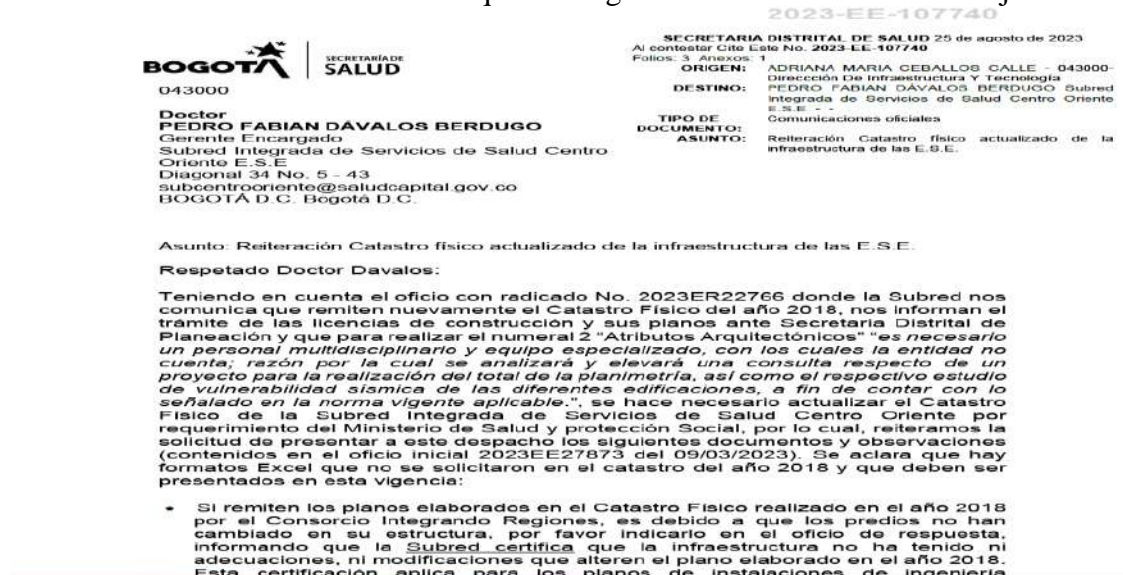 2023-EE-107740
SECRETARIA DISTRITAL DE SALUD 25 de agosto de 2023
Al contestar Cite Este No. 2023-EE-107740
Folios: 3 Anexos: 1
ORIGEN: ADRIANA MARIA CEBALLOS CALLE - 043000-
Direccción De Infraestructura Y Tecnología
DESTINO: PEDRO FABIAN DÁVALOS BERDUGO Subred
Integrada de Servicios de Salud Centro Oriente
E.S.E - -
TIPO DE DOCUMENTO: Comunicaciones oficiales
ASUNTO: Reiteración Catastro físico actualizado de la
infraestructura de las E.S.E.
BOGOTÁ
SECRETARÍA DE
SALUD
043000
Doctor
PEDRO FABIAN DÁVALOS BERDUGO
Gerente Encargado
Subred Integrada de Servicios de Salud Centro
Oriente E.S.E
Diagonal 34 No. 5 - 43
subcentrooriente@saludcapital.gov.co
BOGOTÁ D.C. Bogotá D.C.
Asunto: Reiteración Catastro físico actualizado de la infraestructura de las E.S.E.
Respetado Doctor Davalos:
Teniendo en cuenta el oficio con radicado No. 2023ER22766 donde la Subred nos
comunica que remiten nuevamente el Catastro Físico del año 2018, nos informan el
trámite de las licencias de construcción y sus planos ante Secretaria Distrital de
Planeación y que para realizar el numeral 2 "Atributos Arquitectónicos" "es necesario
un personal multidisciplinario y equipo especializado, con los cuales la entidad no
cuenta; razón por la cual se analizará y elevará una consulta respecto de un
proyecto para la realización del total de la planimetría, así como el respectivo estudio
de vulnerabilidad sísmica de las diferentes edificaciones, a fin de contar con lo
señalado en la norma vigente aplicable.", se hace necesario actualizar el Catastro
Físico de la Subred Integrada de Servicios de Salud Centro Oriente por
requerimiento del Ministerio de Salud y protección Social, por lo cual, reiteramos la
solicitud de presentar a este despacho los siguientes documentos y observaciones
(contenidos en el oficio inicial 2023EE27873 del 09/03/2023). Se aclara que hay
formatos Excel que no se solicitaron en el catastro del año 2018 y que deben ser
presentados en esta vigencia:
• Si remiten los planos elaborados en el Catastro Físico realizado en el año 2018
por el Consorcio Integrando Regiones, es debido a que los predios no han
cambiado en su estructura, por favor indicarlo en el oficio de respuesta,
informando que la Subred certifica que la infraestructura no ha tenido ni
adecuaciones, ni modificaciones que alteren el plano elaborado en el año 2018.
Esta certificación aplica para los planos de instalaciones de ingeniería